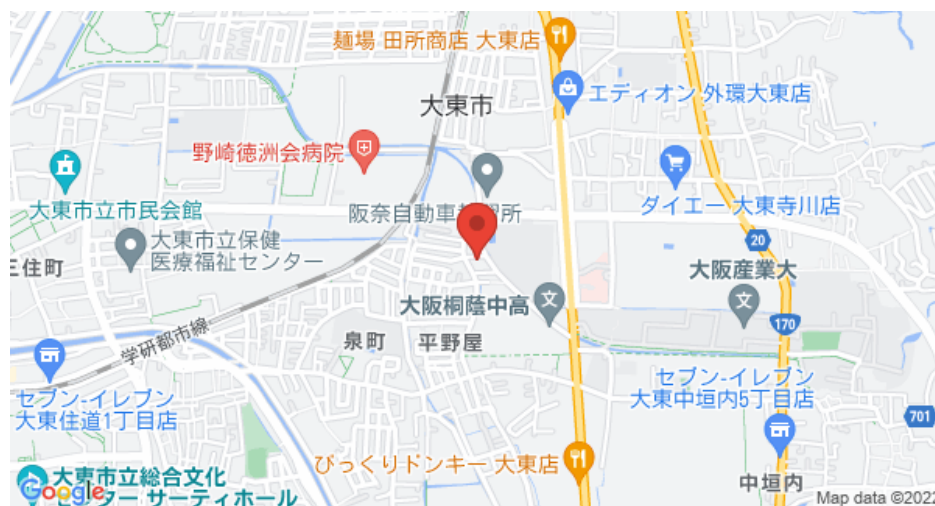 麺場 田所商店 大東店
エディオン 外環大東店
大東市
野崎徳洲会病院
大東市立市民会館
阪奈自動車
所
ダイエー 大東寺川店
20
大東市立保健
医療福祉センター
三住町
大阪産業大
文
大阪桐蔭中高
文
170
学研都市線
泉町
平野屋
セブン-イレブン
大東住道1丁目店
セブン-イレブン
大東中垣内5丁目店
701
びっくりドンキー 大東店
大東市立総合文化
センター サーティホール
Google
中垣内
Map data ©2022